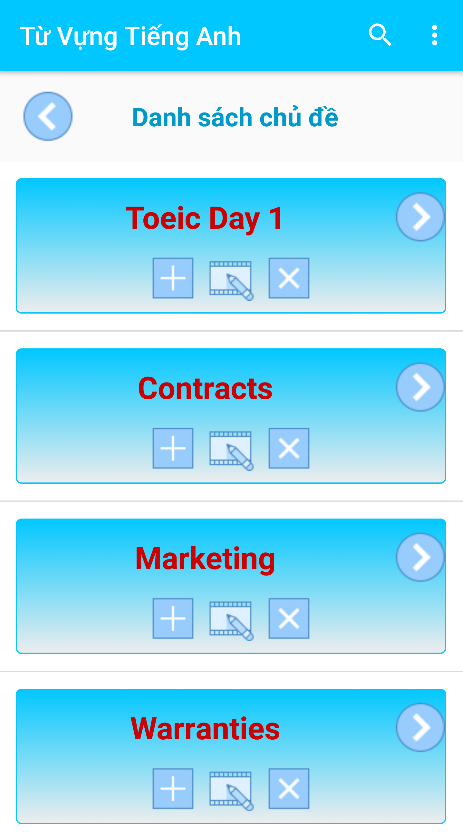 Từ Vựng Tiếng Anh
Danh sách chủ đề
Toeic Day 1
Contracts
Marketing
Warranties